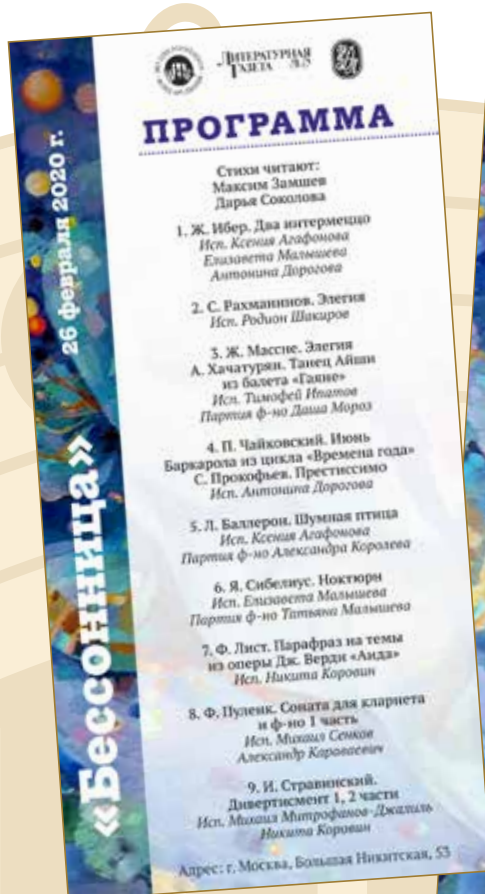 ЛИТЕРАТУРНАЯ
ГАЗЕТА
ПРОГРАММА
Стихи читают:
Максим Замшев
Дарья Соколова
1. Ж. Ибер. Два интермеццо
Исп. Ксения Агафонова
Елизавета Малышева
Антонина Дорогова
2. С. Рахманинов. Элегия
Исп. Родион Шакиров
3. Ж. Массне. Элегия
А. Хачатурян. Танец Айши
из балета «Гаяне»
Исп. Тимофей Ипатов
Партия ф-но Даша Мороз
4. П. Чайковский. Июнь
Баркарола из цикла «Времена года»
С. Прокофьев. Престиссимо
Исп. Антонина Дорогова
5. Л. Баллерон. Шумная птица
Исп. Ксения Агафонова
Партия ф-но Александра Королева
6. Я. Сибелиус. Ноктюрн
Исп. Елизавета Малышева
Партия ф-но Татьяна Малышева
7. Ф. Лист. Парафраз на темы
из оперы Дж. Верди «Аида»
Исп. Никита Коровин
8. Ф. Пуленк. Соната для кларнета
и ф-но 1 часть
Исп. Михаил Сенков
Александр Кароваевич
9. И. Стравинский.
Дивертисмент 1, 2 части
Исп. Михаил Митрофанов-Джалиль
Никита Коровин
Адрес: г. Москва, Большая Никитская, 53
«Бессонница»
26 февраля 2020 г.